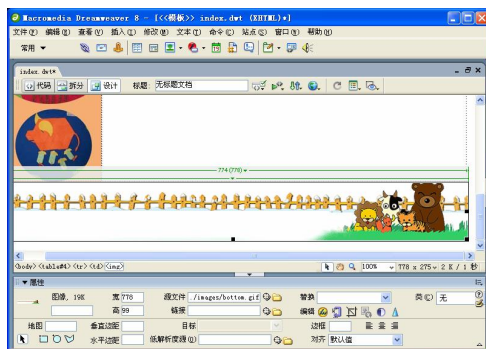 Macromedia Dreamweaver 8 - [<<模板>> index.dwt (XHTML)*]
文件(F) 编辑(E) 查看(V) 插入(I) 修改(M) 文本(T) 命令(C) 站点(S) 窗口(W) 帮助(H)
常用
index.dwt*
代码 拆分 设计 标题: 无标题文档
774 (778)
<body> <table#4> <tr> <td> <img> 100% 778 x 275 2 K / 1 秒
属性
图像, 19K 宽 778 源文件 ./images/bottom.gif 替换 类(C) 无
高 99 链接 编辑
地图 垂直边距 目标 边框
水平边距 低解析度源(O) 对齐 默认值